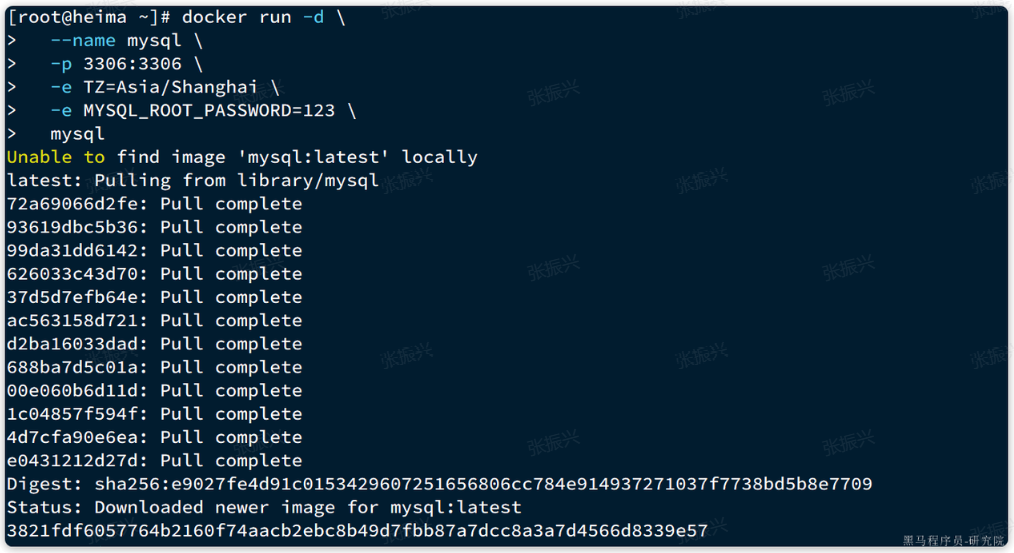 [root@heima ~]# docker run -d \
>   --name mysql \
>   -p 3306:3306 \
>   -e TZ=Asia/Shanghai \
>   -e MYSQL_ROOT_PASSWORD=123 \
>   mysql
Unable to find image 'mysql:latest' locally
latest: Pulling from library/mysql
72a69066d2fe: Pull complete
93619dbc5b36: Pull complete
99da31dd6142: Pull complete
626033c43d70: Pull complete
37d5d7efb64e: Pull complete
ac563158d721: Pull complete
d2ba16033dad: Pull complete
688ba7d5c01a: Pull complete
00e060b6d11d: Pull complete
1c04857f594f: Pull complete
4d7cfa90e6ea: Pull complete
e0431212d27d: Pull complete
Digest: sha256:e9027fe4d91c0153429607251656806cc784e914937271037f7738bd5b8e7709
Status: Downloaded newer image for mysql:latest
3821fdf6057764b2160f74aacb2ebc8b49d7fbb87a7dcc8a3a7d4566d8339e57
张振兴
黑马程序员-研究院